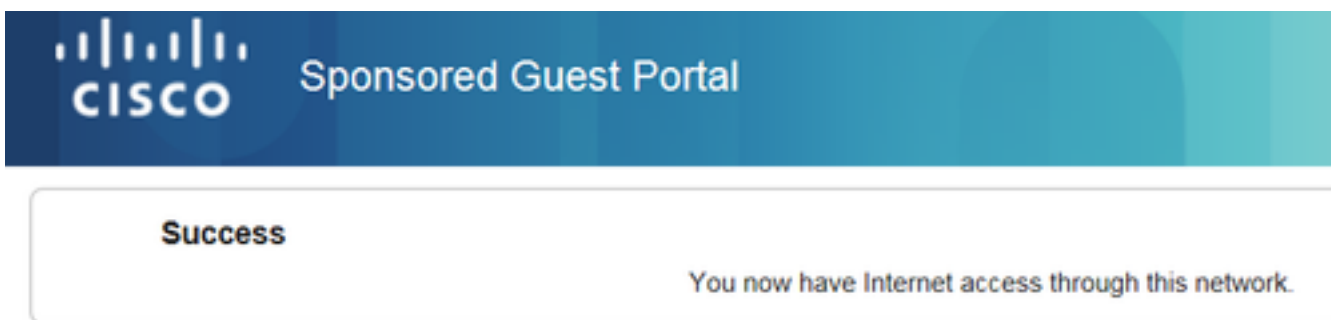 CISCO
Sponsored Guest Portal
Success
You now have Internet access through this network.